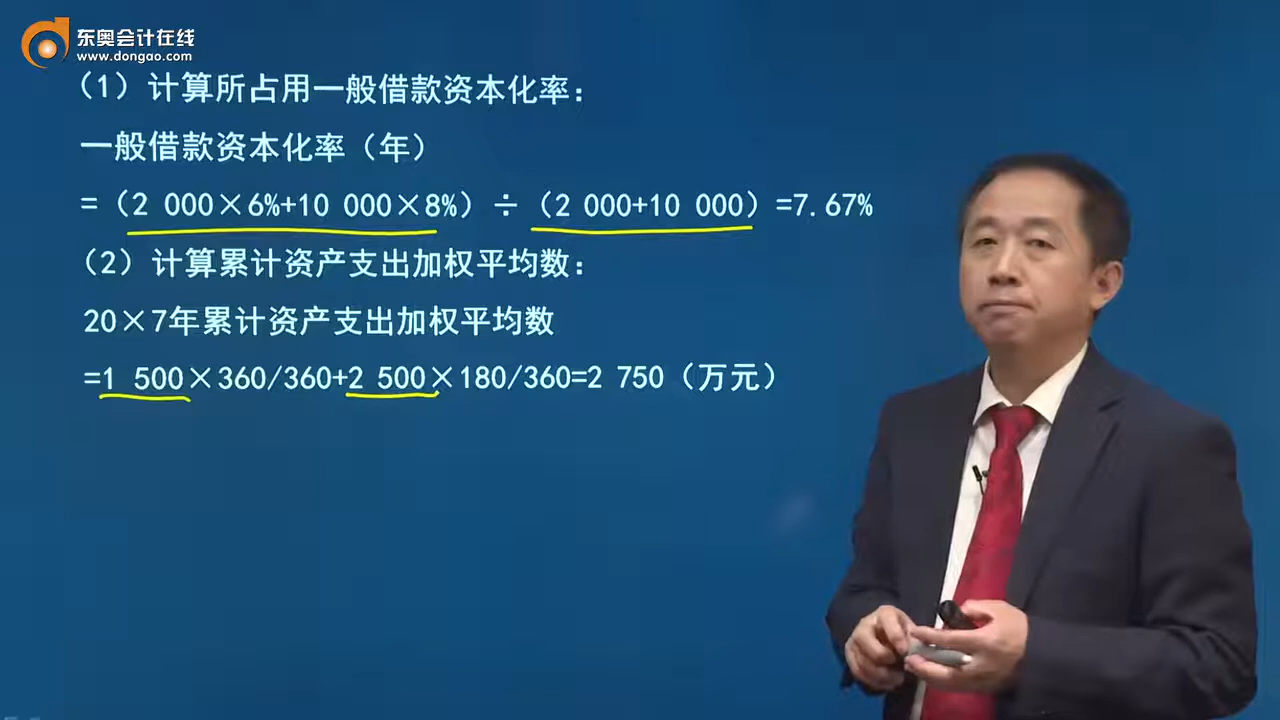 东奥会计在线
www.dongao.com
（1）计算所占用一般借款资本化率：
一般借款资本化率（年）
=（2 000×6%+10 000×8%）÷（2 000+10 000）=7.67%
（2）计算累计资产支出加权平均数：
20×7年累计资产支出加权平均数
=1 500×360/360+2 500×180/360=2 750（万元）